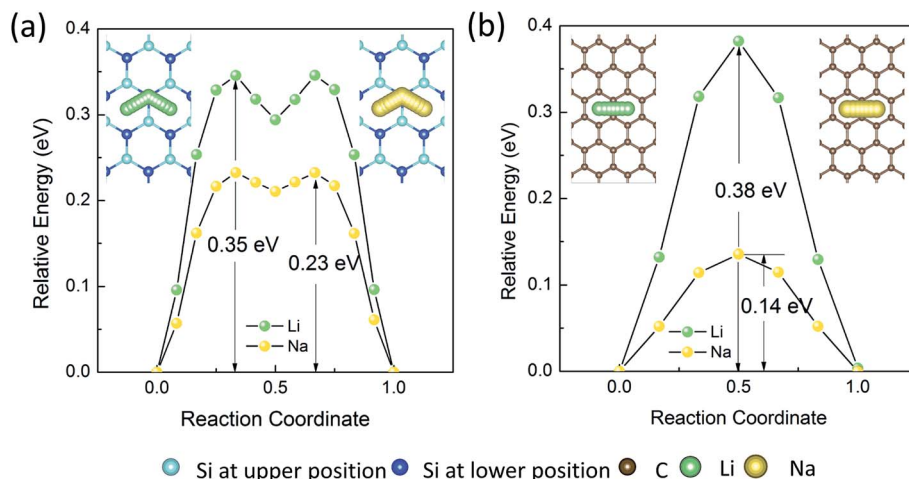 (a)
0.4
0.3
0.2
0.1
0.0
Relative Energy (eV)
0.35 eV
0.23 eV
Li
Na
0.0 0.5 1.0
Reaction Coordinate
(b)
0.4
0.3
0.2
0.1
0.0
Relative Energy (eV)
0.38 eV
0.14 eV
Li
Na
0.0 0.5 1.0
Reaction Coordinate
Si at upper position Si at lower position C Li Na